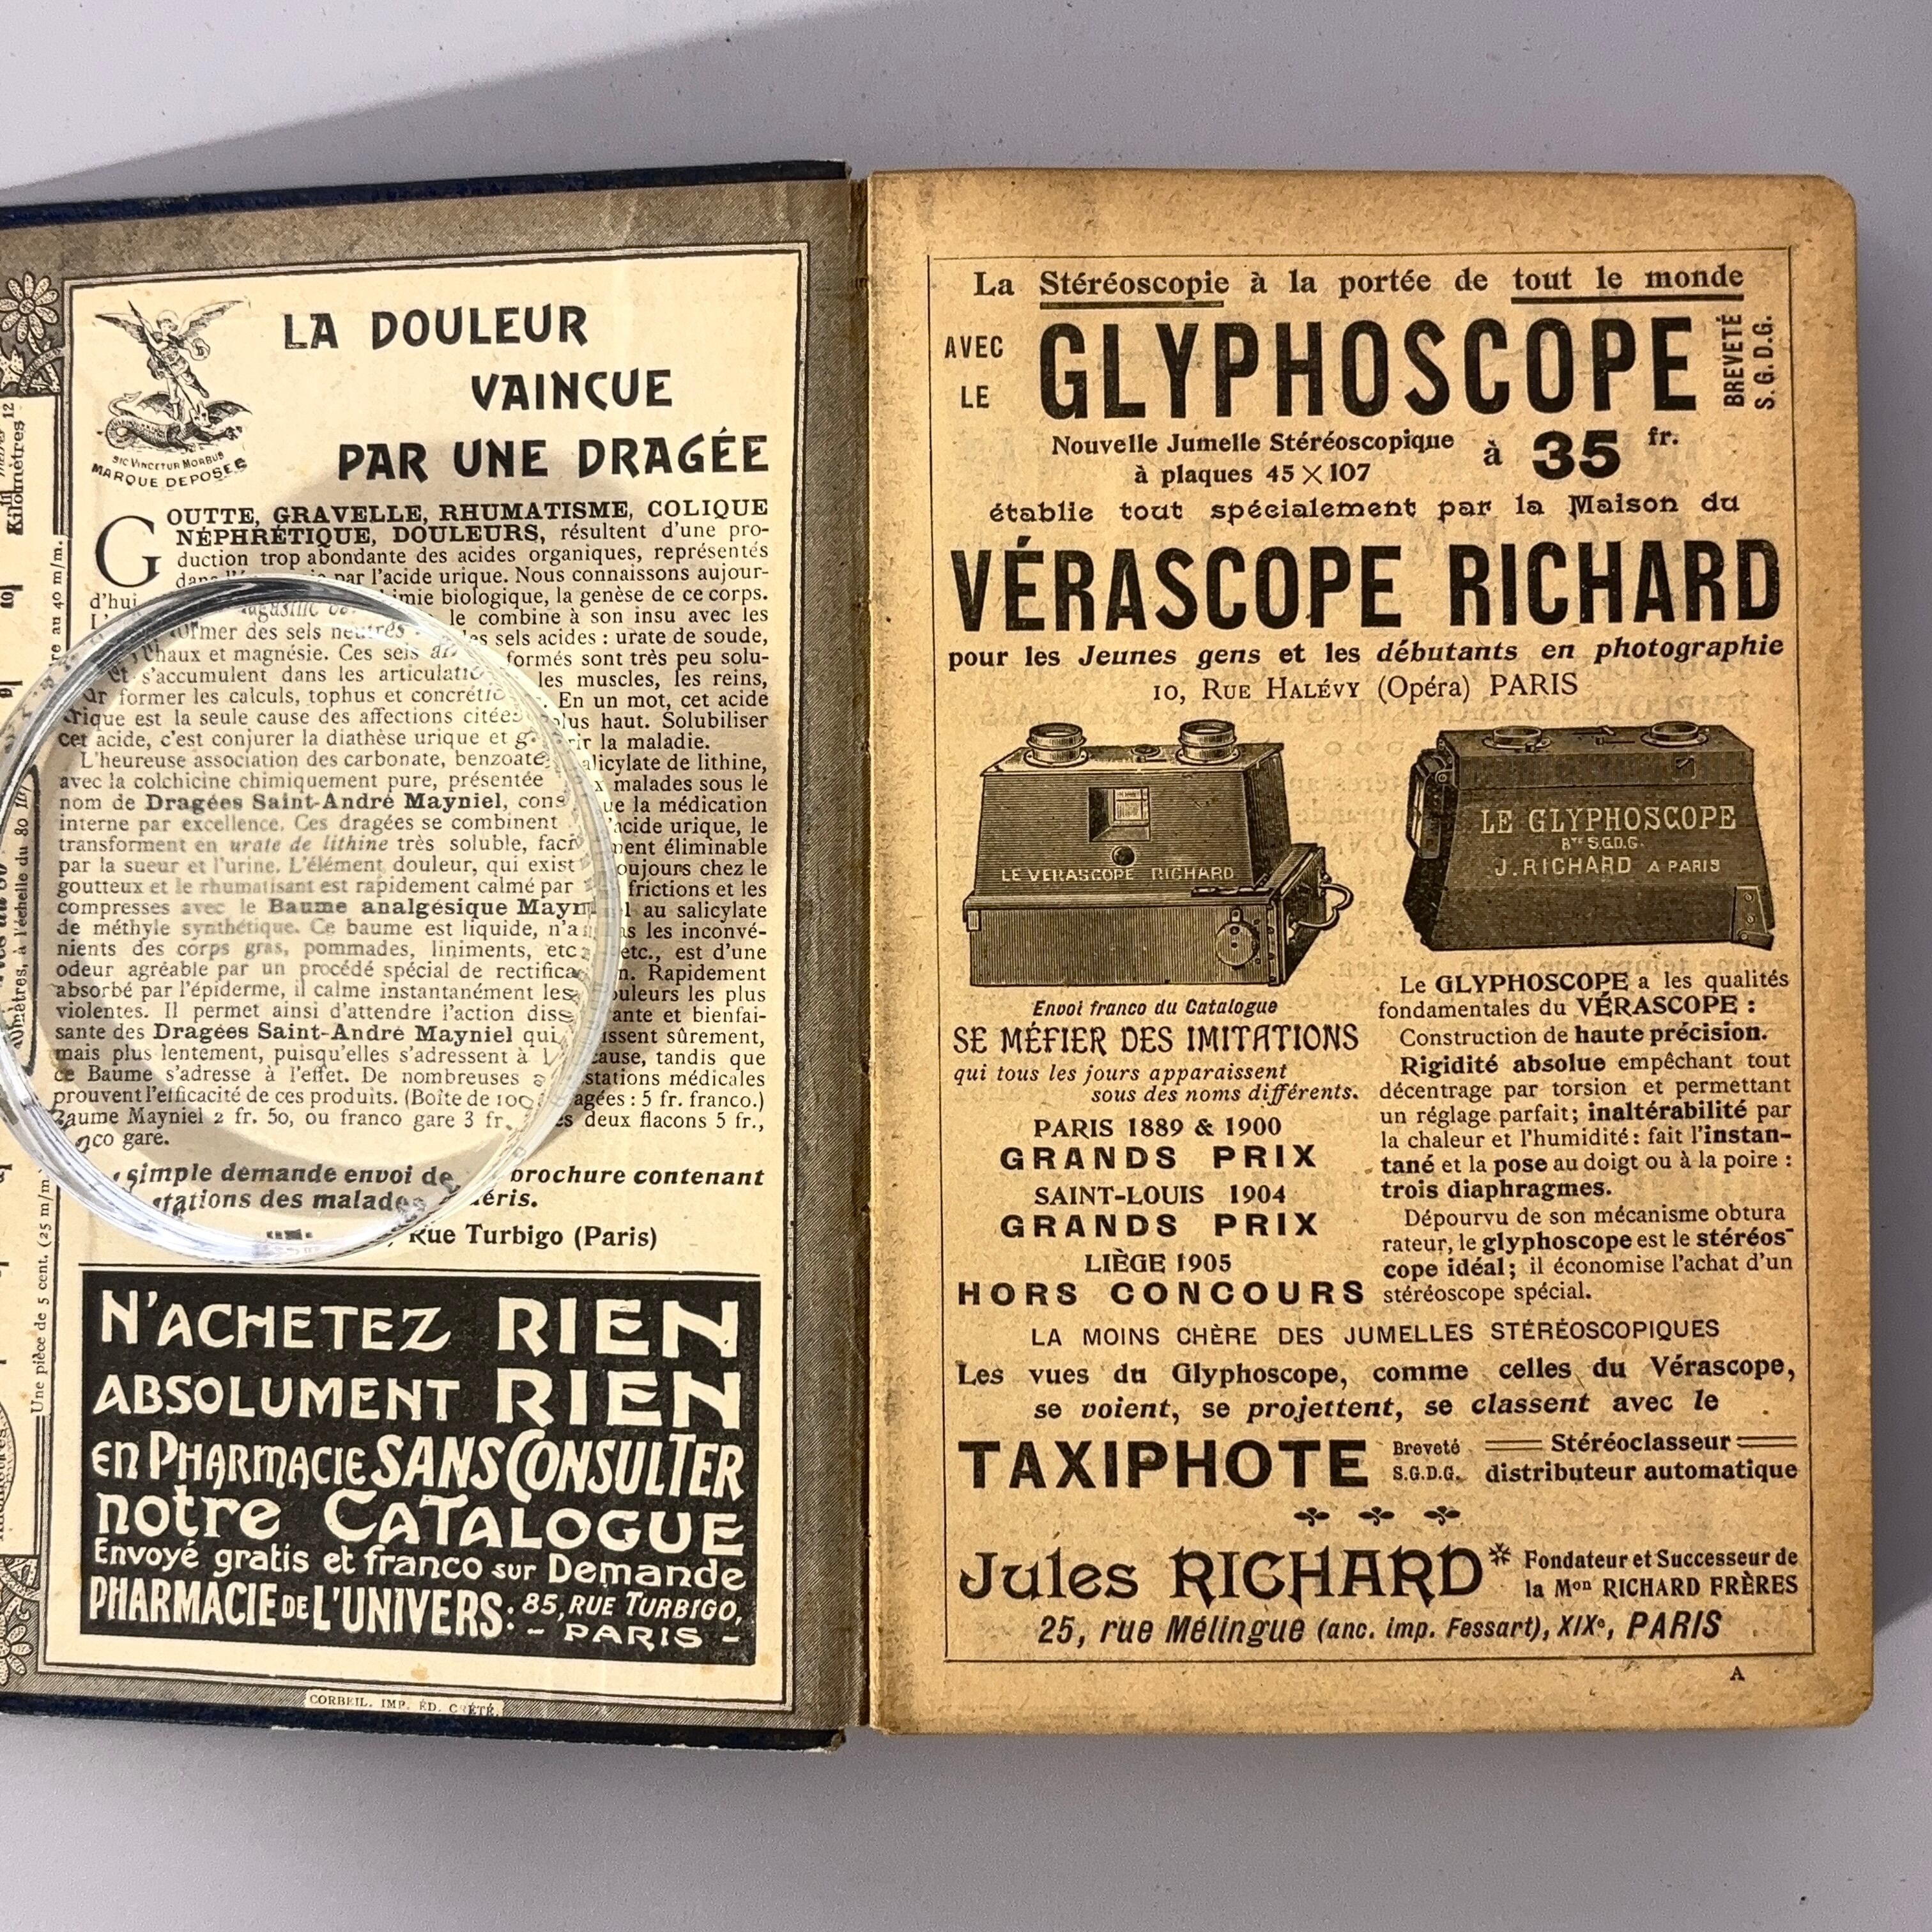 12
Kilomètres
LA DOULEUR
VAINCUE
PAR UNE DRAGÉE
SIC VINCETUR MORBUS
MARQUE DEPOSÉE
GOUTTE, GRAVELLE, RHUMATISME, COLIQUE
NÉPHRÉTIQUE, DOULEURS, résultent d'une pro-
duction trop abondante des acides organiques, représentés
par l'acide urique. Nous connaissons aujour-
d'hui biologique, la genèse de ce corps.
le combine à son insu avec les
former des sels neutres sels acides : urate de soude,
chaux et magnésie. Ces sels formés sont très peu solu-
et s'accumulent dans les les muscles, les reins,
former les calculs, tophus et En un mot, cet acide
est la seule cause des affections citées plus haut. Solubiliser
cet acide, c'est conjurer la diathèse urique et la maladie.
L'heureuse association des carbonate, benzoate, salicylate de lithine,
avec la colchicine chimiquement pure, présentée malades sous le
nom de Dragées Saint-André Mayniel, la médication
interne par excellence. Ces dragées se combinent l'acide urique, le
transforment en urate de lithine très soluble, éliminable
par la sueur et l'urine. L'élément douleur, qui toujours chez le
goutteux et le rhumatisant est rapidement calmé par frictions et les
compresses avec le Baume analgésique Mayniel au salicylate
de méthyle synthétique. Ce baume est liquide, les inconvé-
nients des corps gras, pommades, liniments, etc., etc., est d'une
odeur agréable par un procédé spécial de Rapidement
absorbé par l'épiderme, il calme instantanément les douleurs les plus
violentes. Il permet ainsi d'attendre l'action et bienfai-
sante des Dragées Saint-André Mayniel qui sûrement,
mais plus lentement, puisqu'elles s'adressent à cause, tandis que
ce Baume s'adresse à l'effet. De nombreuses médicales
prouvent l'efficacité de ces produits. (Boîte de 100 dragées : 5 fr. franco.)
Baume Mayniel 2 fr. 50, ou franco gare 3 fr. deux flacons 5 fr.,
gare.
simple demande envoi de brochure contenant
des malades guéris.
Rue Turbigo (Paris)
N'ACHETEZ RIEN
ABSOLUMENT RIEN
en PHARMACIE SANS CONSULTER
notre CATALOGUE
Envoyé gratis et franco sur Demande
PHARMACIE DE L'UNIVERS : 85, RUE TURBIGO,
- PARIS -
CORBEIL. IMP. ÉD. CRÉTÉ.
Une pièce de 5 cent. (25 m/m.
La Stéréoscopie à la portée de tout le monde
AVEC
LE
GLYPHOSCOPE
BREVETÉ
S.G.D.G.
Nouvelle Jumelle Stéréoscopique
à plaques 45 × 107
à 35 fr.
établie tout spécialement par la Maison du
VÉRASCOPE RICHARD
pour les Jeunes gens et les débutants en photographie
10, RUE HALÉVY (Opéra) PARIS
LE VERASCOPE RICHARD
LE GLYPHOSCOPE
BTE S.G.D.G.
J. RICHARD A PARIS
Envoi franco du Catalogue
SE MÉFIER DES IMITATIONS
qui tous les jours apparaissent
sous des noms différents.
PARIS 1889 & 1900
GRANDS PRIX
SAINT-LOUIS 1904
GRANDS PRIX
LIÈGE 1905
HORS CONCOURS
Le GLYPHOSCOPE a les qualités
fondamentales du VÉRASCOPE :
Construction de haute précision.
Rigidité absolue empêchant tout
décentrage par torsion et permettant
un réglage parfait ; inaltérabilité par
la chaleur et l'humidité : fait l'instan-
tané et la pose au doigt ou à la poire :
trois diaphragmes.
Dépourvu de son mécanisme obtura
rateur, le glyphoscope est le stéréos-
cope idéal ; il économise l'achat d'un
stéréoscope spécial.
LA MOINS CHÈRE DES JUMELLES STÉRÉOSCOPIQUES
Les vues du Glyphoscope, comme celles du Vérascope,
se voient, se projettent, se classent avec le
TAXIPHOTE
Breveté
S.G.D.G.
Stéréoclasseur
distributeur automatique
Jules RICHARD*
Fondateur et Successeur de
la Mon RICHARD FRÈRES
25, rue Mélingue (anc. imp. Fessart), XIXe, PARIS
A